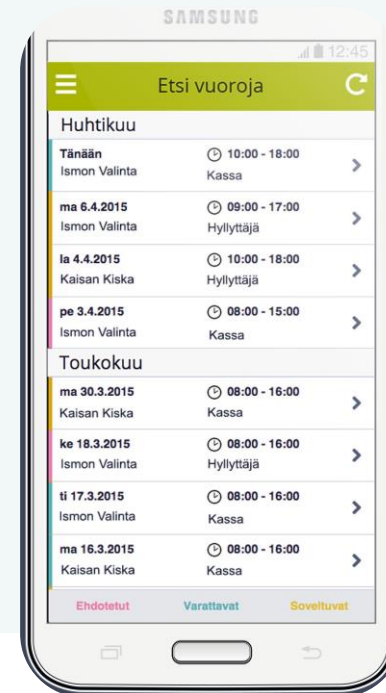 SAMSUNG
12:45
Etsi vuoroja
Huhtikuu
Tänään 10:00 - 18:00
Ismon Valinta Kassa
ma 6.4.2015 09:00 - 17:00
Ismon Valinta Hyllyttäjä
la 4.4.2015 10:00 - 18:00
Kaisan Kiska Hyllyttäjä
pe 3.4.2015 08:00 - 15:00
Ismon Valinta Kassa
Toukokuu
ma 30.3.2015 08:00 - 16:00
Kaisan Kiska Kassa
ke 18.3.2015 08:00 - 16:00
Ismon Valinta Hyllyttäjä
ti 17.3.2015 08:00 - 16:00
Ismon Valinta Kassa
ma 16.3.2015 08:00 - 16:00
Kaisan Kiska Kassa
Ehdotetut Varattavat Soveltuvat